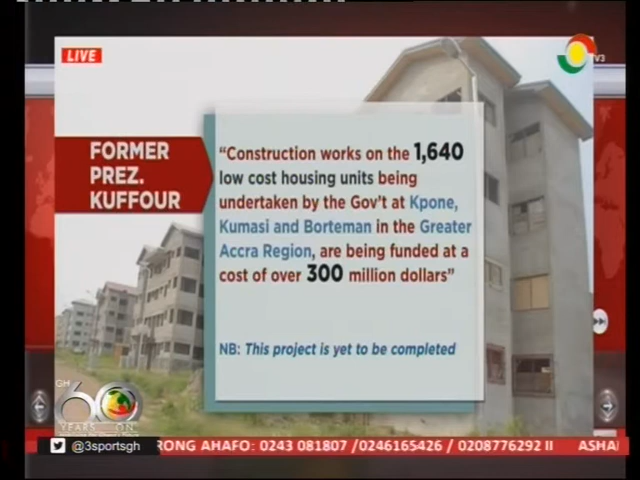 LIVE
V3
FORMER
PREZ.
KUFFOUR
“Construction works on the 1,640
low cost housing units being
undertaken by the Gov't at Kpone,
Kumasi and Borteman in the Greater
Accra Region, are being funded at a
cost of over 300 million dollars”
NB: This project is yet to be completed
GH
60
YEARS ON
@3sportsgh
RONG AHAFO: 0243 081807 /0246165426 / 0208776292 II ASHA